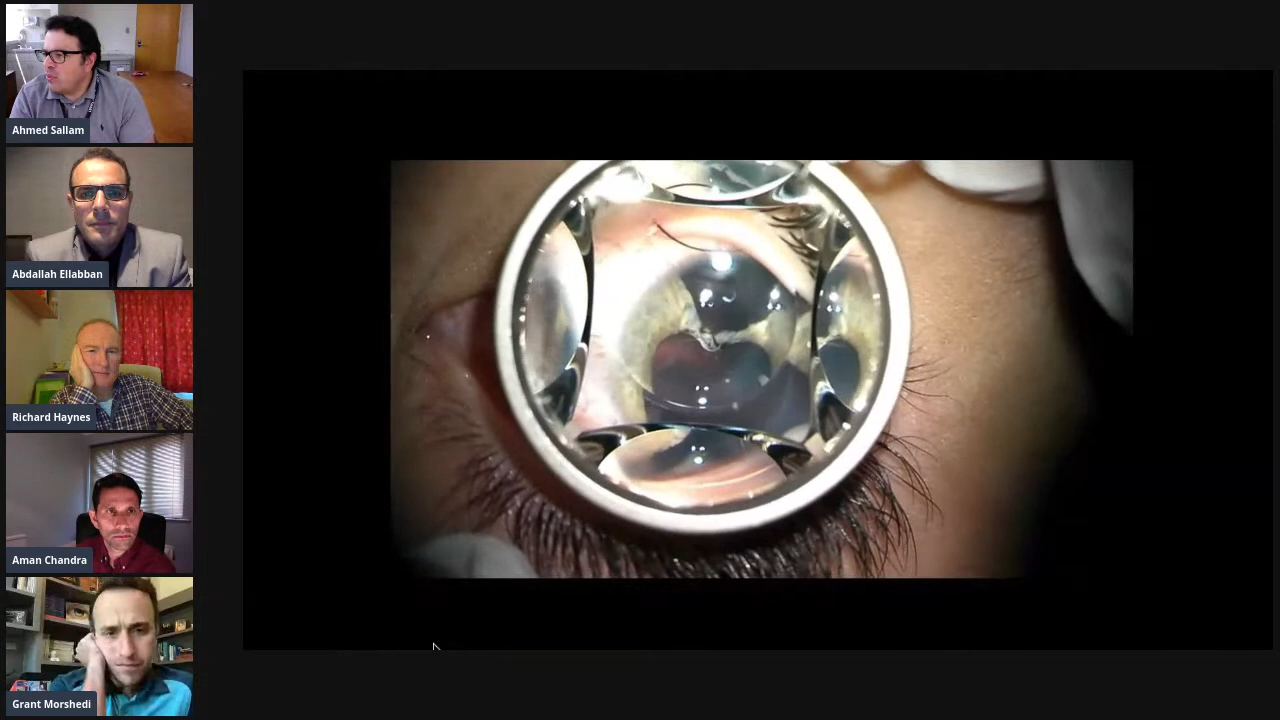 Ahmed Sallam
Abdallah Ellabban
Richard Haynes
Aman Chandra
Grant Morshedi